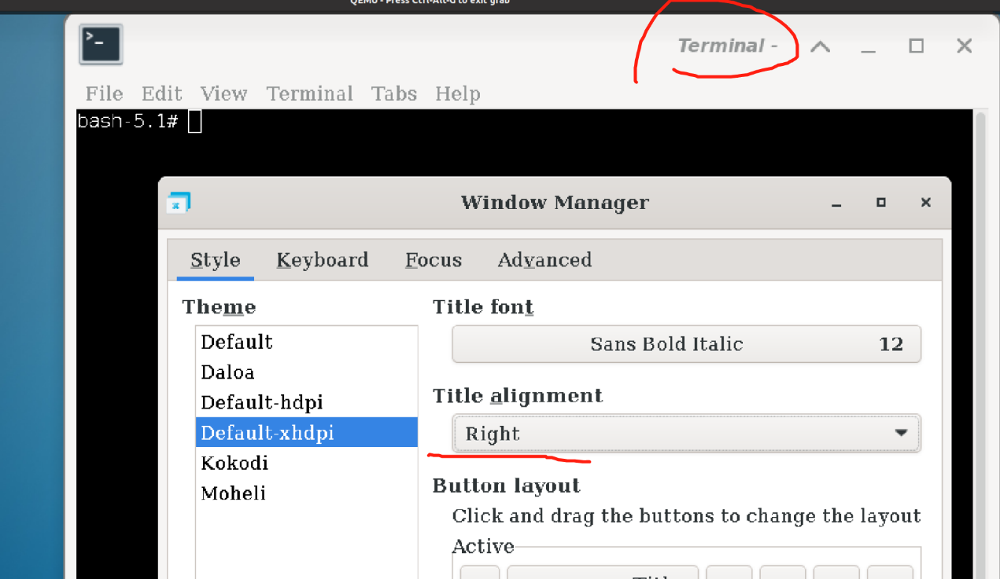 QEMU - Press Ctrl-Alt-G to exit grab
>_
Terminal -
File Edit View Terminal Tabs Help
bash-5.1#
Window Manager
Style Keyboard Focus Advanced
Theme
Default
Daloa
Default-hdpi
Default-xhdpi
Kokodi
Moheli
Title font
Sans Bold Italic 12
Title alignment
Right
Button layout
Click and drag the buttons to change the layout
Active
Title